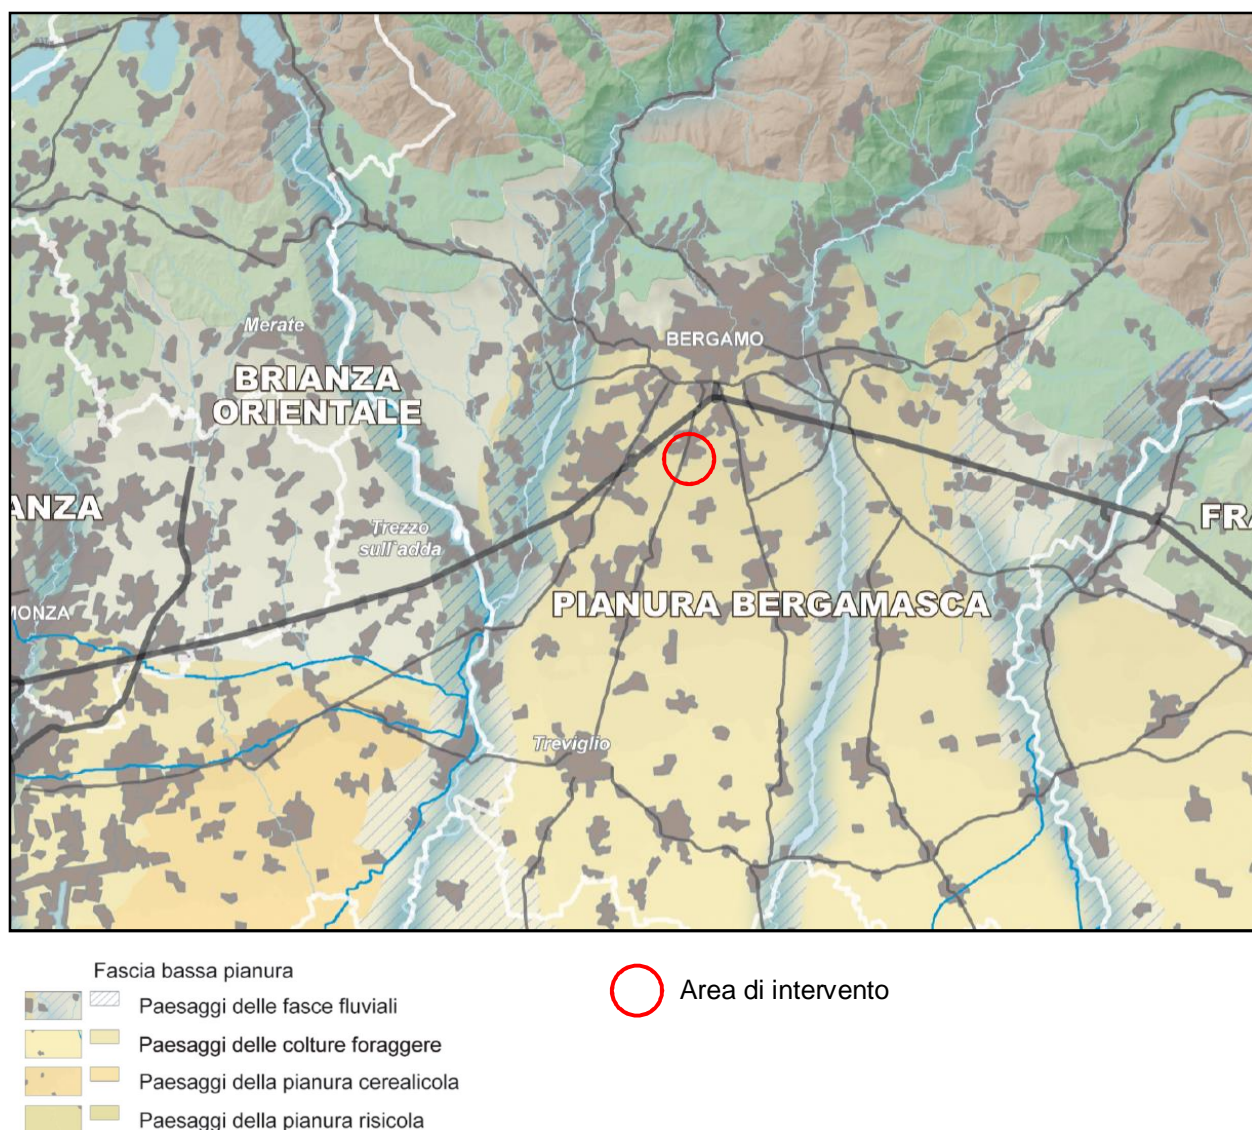 Merate
BERGAMO
BRIANZA
ORIENTALE
ANZA
FRA
Trezzo
sull'adda
MONZA
PIANURA BERGAMASCA
Treviglio
Fascia bassa pianura
Paesaggi delle fasce fluviali
Area di intervento
Paesaggi delle colture foraggere
Paesaggi della pianura cerealicola
Paesaggi della pianura risicola